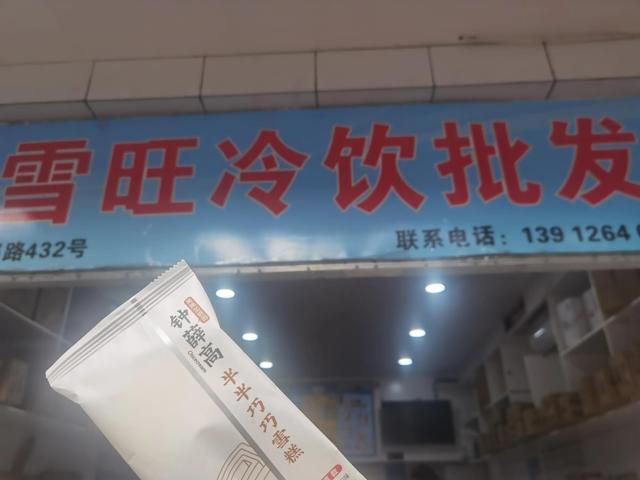 雪旺冷饮批发
路432号
联系电话：139 1264
钟薛高
半半巧巧雪糕